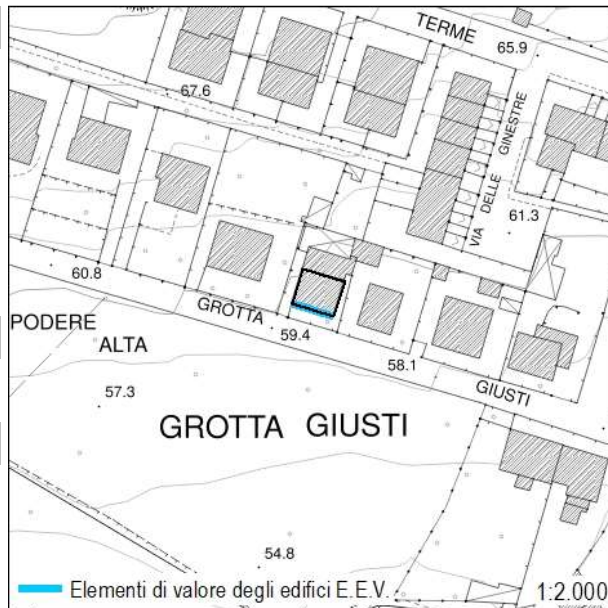 TERME
65.9
67.6
VIA DELLE GINESTRE
61.3
60.8
GROTTA
59.4
PODERE
ALTA
58.1
GIUSTI
57.3
GROTTA GIUSTI
54.8
Elementi di valore degli edifici E.E.V.
1:2.000